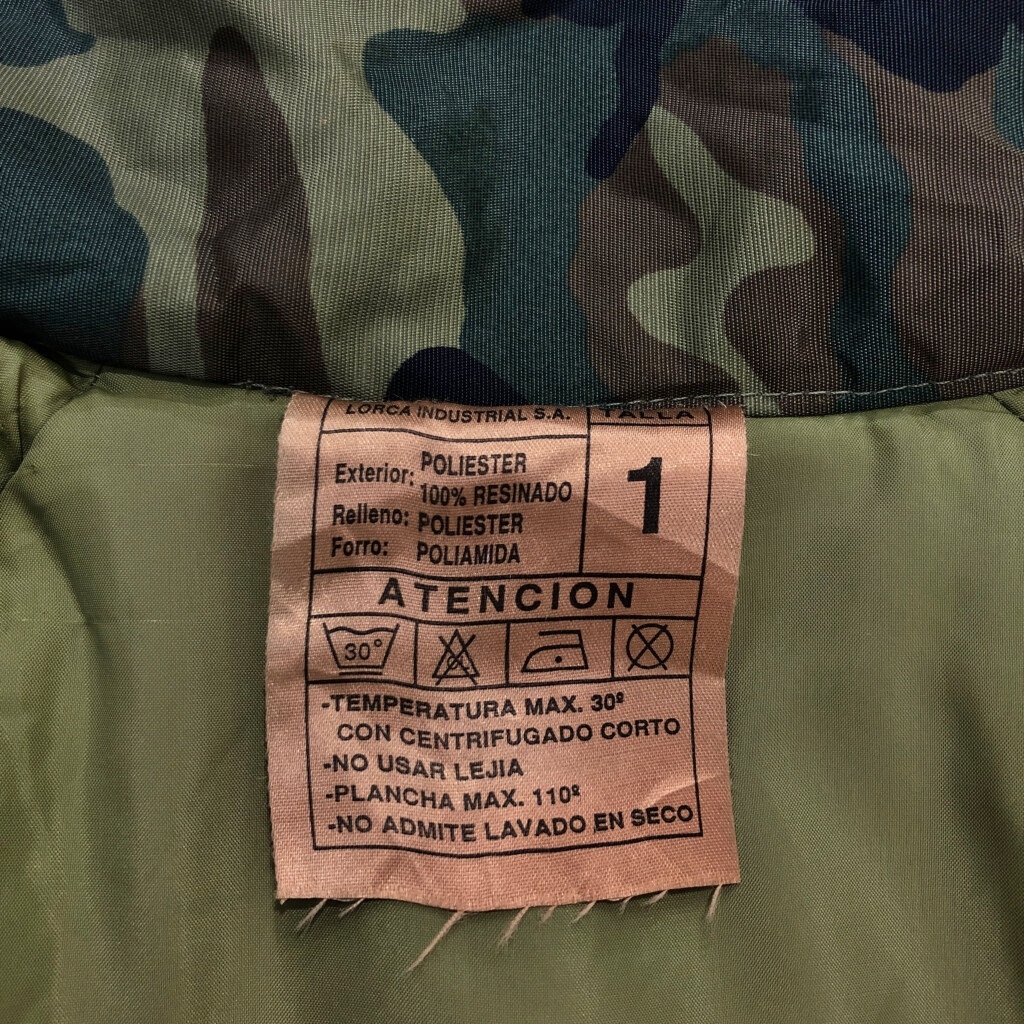 LORCA INDUSTRIAL S.A. TALLA
1
Exterior: POLIESTER
100% RESINADO
Relleno: POLIESTER
Forro: POLIAMIDA
ATENCION
30°
-TEMPERATURA MAX. 30º
CON CENTRIFUGADO CORTO
-NO USAR LEJIA
-PLANCHA MAX. 110º
-NO ADMITE LAVADO EN SECO